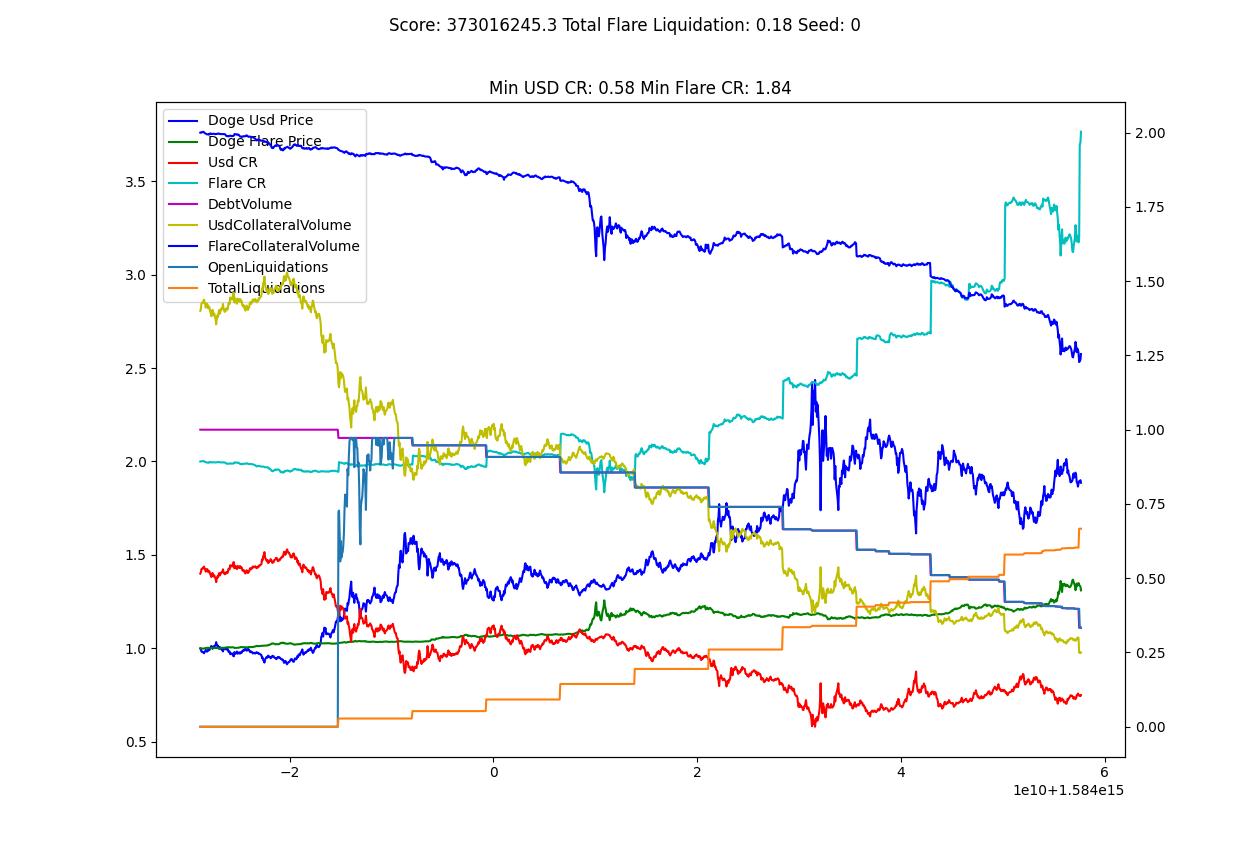 Score: 373016245.3 Total Flare Liquidation: 0.18 Seed: 0
Min USD CR: 0.58 Min Flare CR: 1.84
Doge Usd Price
Doge Flare Price
Usd CR
Flare CR
DebtVolume
UsdCollateralVolume
FlareCollateralVolume
OpenLiquidations
TotalLiquidations
3.5
3.0
2.5
2.0
1.5
1.0
0.5
2.00
1.75
1.50
1.25
1.00
0.75
0.50
0.25
0.00
−2
0
2
4
6
1e10+1.584e15